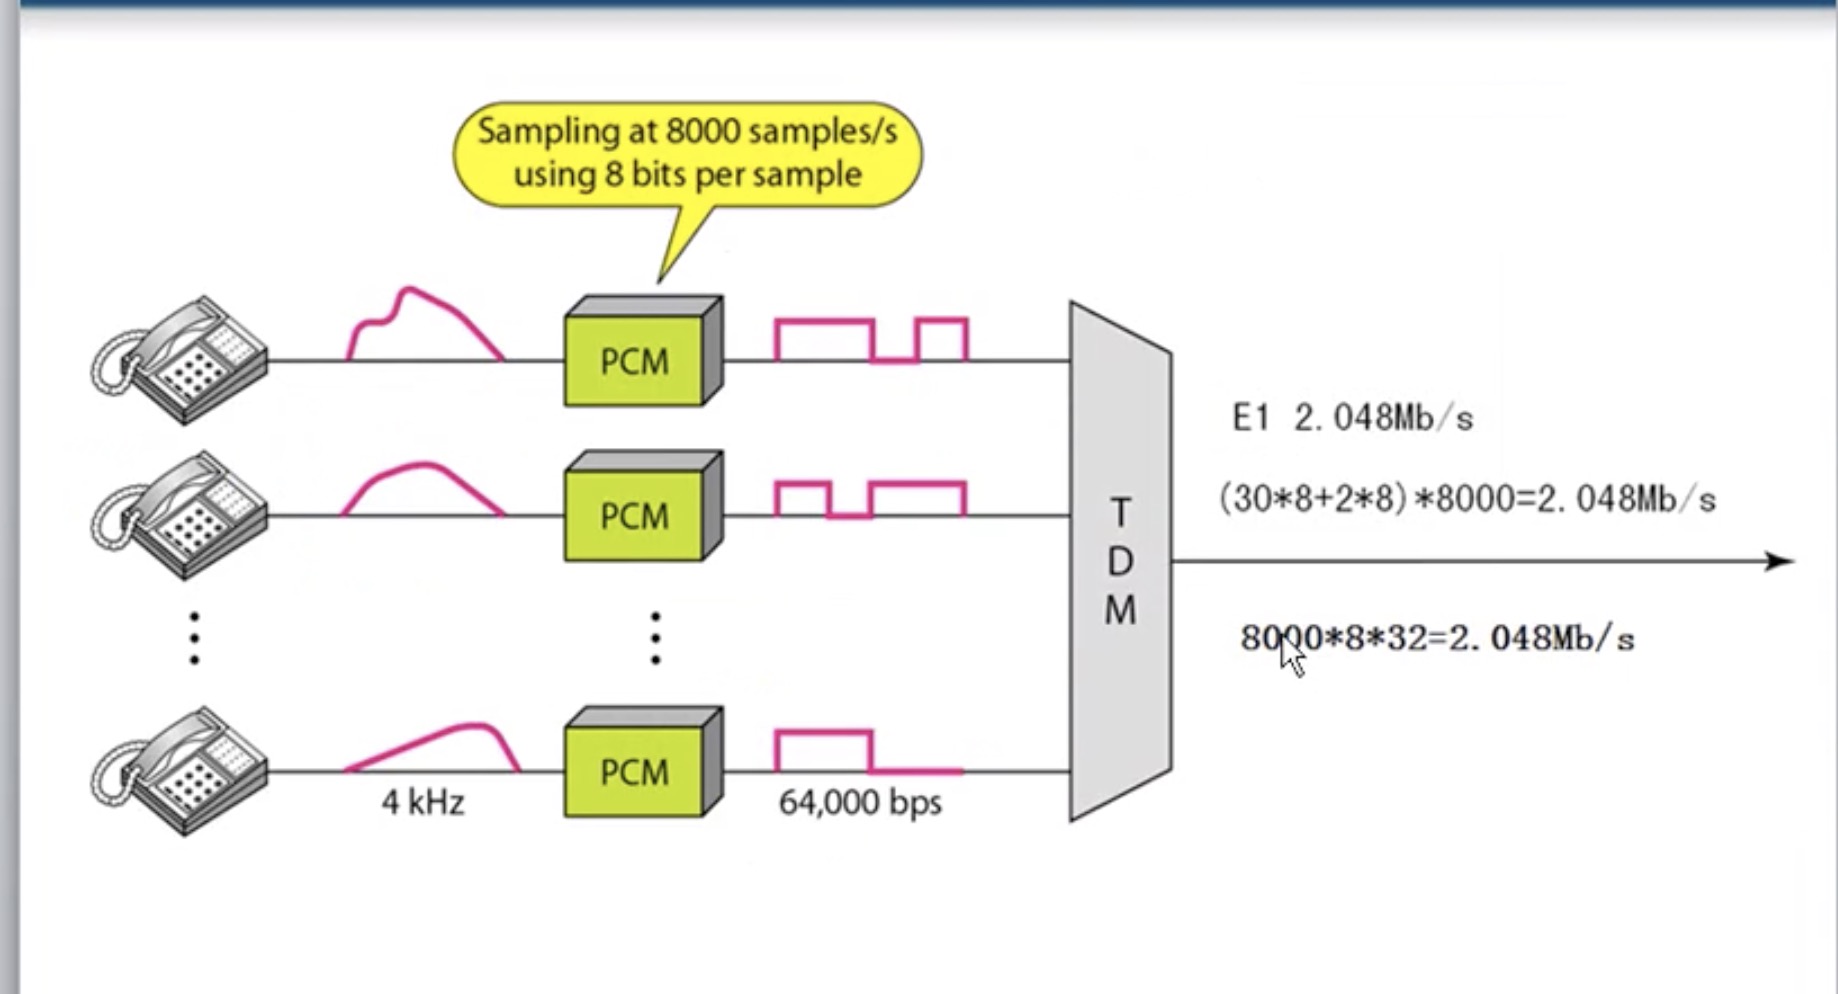 Sampling at 8000 samples/s
using 8 bits per sample
PCM
E1 2.048Mb/s
(30*8+2*8)*8000=2.048Mb/s
PCM
T
D
M
8000*8*32=2.048Mb/s
PCM
4 kHz
64,000 bps